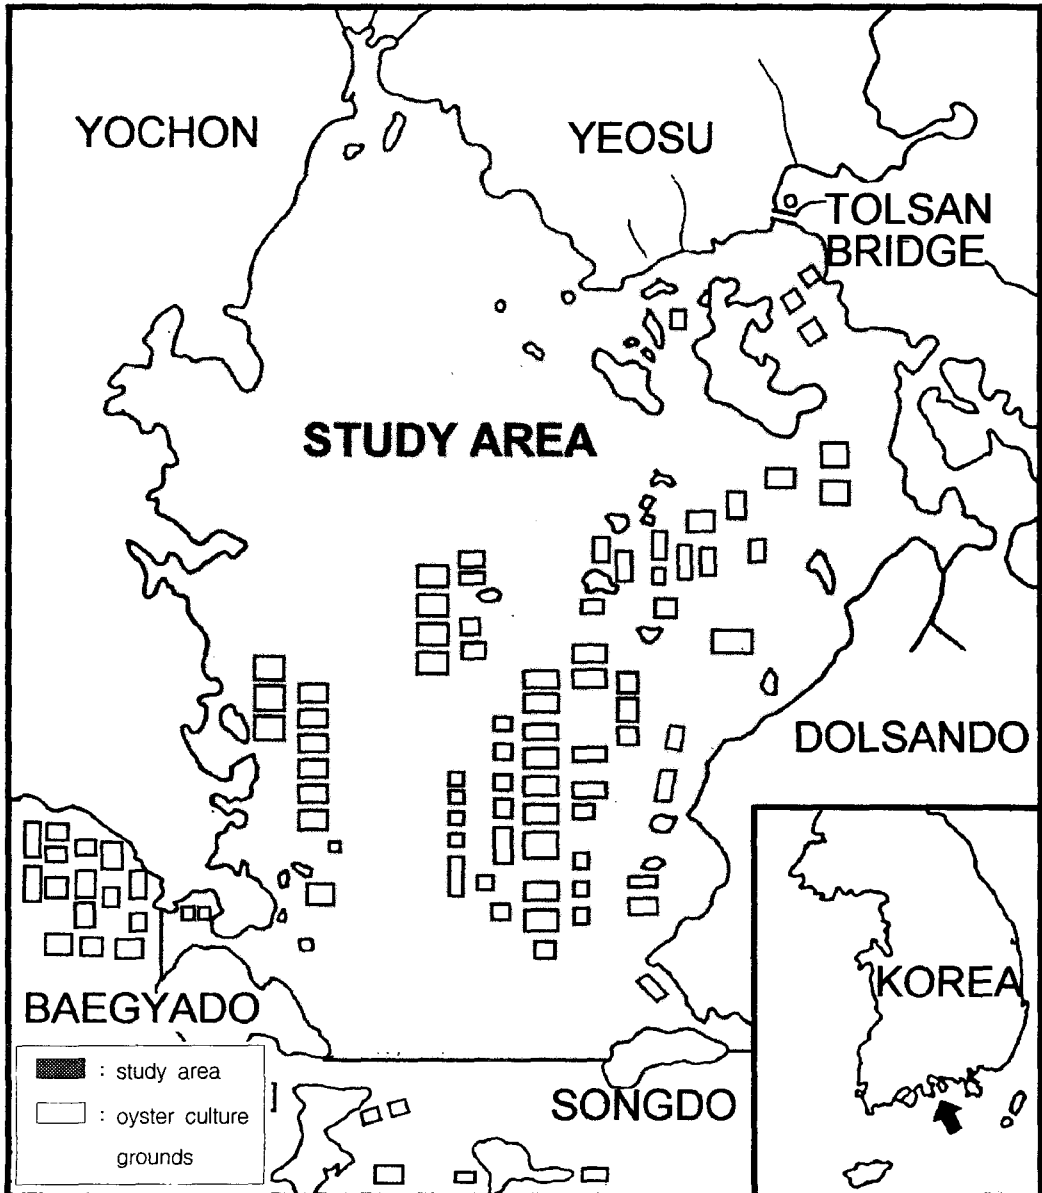 YOCHON
YEOSU
TOLSAN
BRIDGE
STUDY AREA
DOLSANDO
KOREA
BAEGYADO
: study area
: oyster culture
grounds
SONGDO